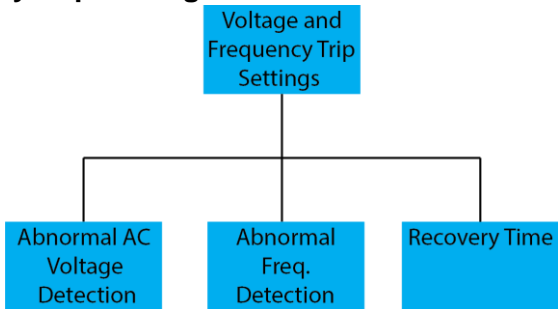 Voltage and
Frequency Trip
Settings
Abnormal AC
Voltage
Detection
Abnormal
Freq.
Detection
Recovery Time